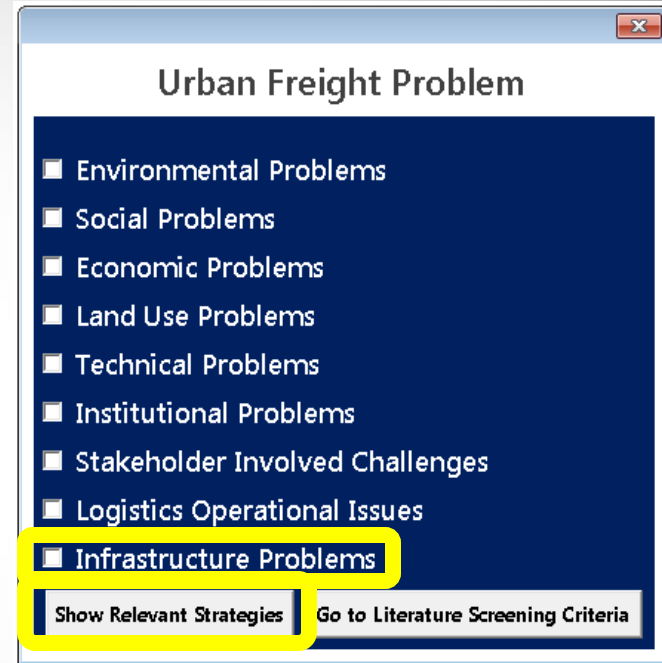 Urban Freight Problem
Environmental Problems
Social Problems
Economic Problems
Land Use Problems
Technical Problems
Institutional Problems
Stakeholder Involved Challenges
Logistics Operational Issues
Infrastructure Problems
Show Relevant Strategies Go to Literature Screening Criteria